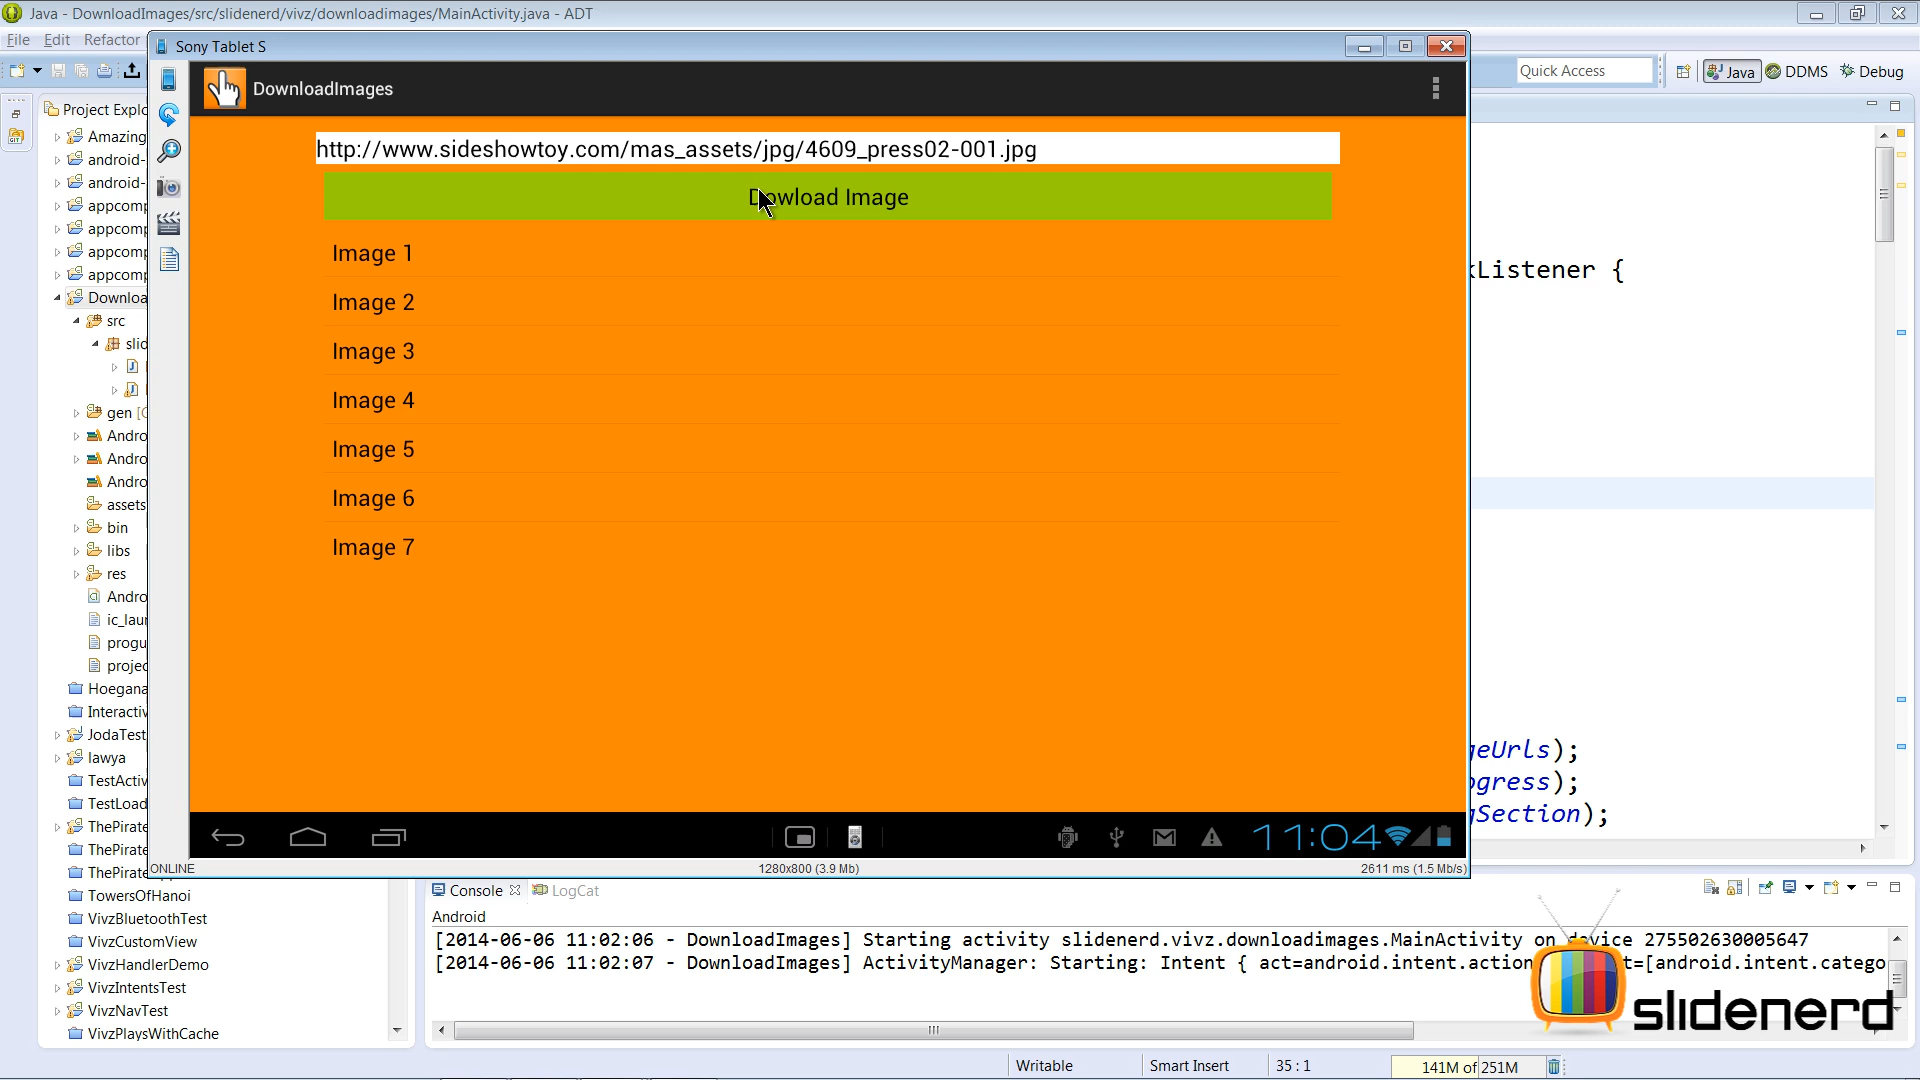 Java - DownloadImages/src/slidenerd/vivz/downloadimages/MainActivity.java - ADT
File Edit Refactor
Sony Tablet S
Quick Access
Java DDMS Debug
DownloadImages
Project Explo
http://www.sideshowtoy.com/mas_assets/jpg/4609_press02-001.jpg
Dowload Image
Image 1
Image 2
Image 3
Image 4
Image 5
Image 6
Image 7
Amazing
android-
android-
appcomp
appcomp
appcomp
appcomp
Downloa
src
slid
gen [G
Andro
Andro
Andro
assets
bin
libs
res
Andro
ic_lau
progu
projec
Hoegana
Interactiv
JodaTest
lawya
TestActiv
TestLoad
ThePirate
ThePirate
ThePirate
TowersOfHanoi
VivzBluetoothTest
VivzCustomView
VivzHandlerDemo
VivzIntentsTest
VivzNavTest
VivzPlaysWithCache
Listener {
geUrls);
ogress);
gSection);
11:04
ONLINE 1280x800 (3.9 Mb) 2611 ms (1.5 Mb/s)
Console LogCat
Android
[2014-06-06 11:02:06 - DownloadImages] Starting activity slidenerd.vivz.downloadimages.MainActivity on device 275502630005647
[2014-06-06 11:02:07 - DownloadImages] ActivityManager: Starting: Intent { act=android.intent.action t=[android.intent.catego
slidenerd
Writable Smart Insert 35 : 1 141M of 251M